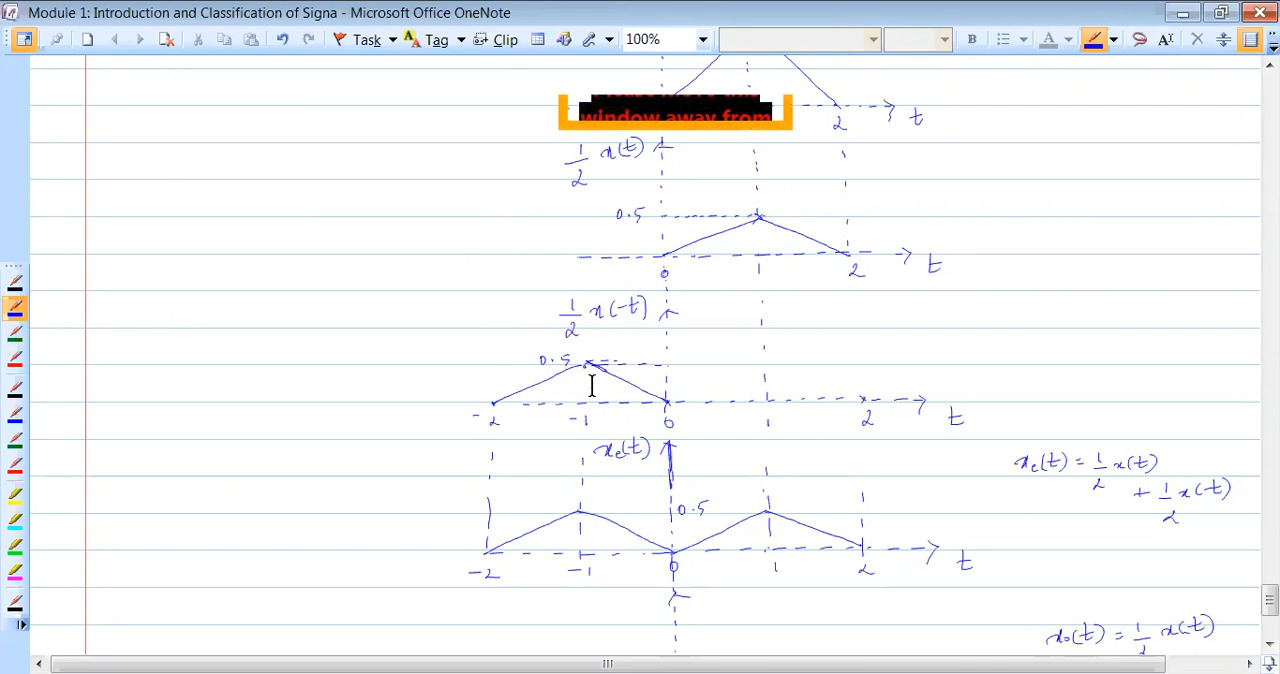 Module 1: Introduction and Classification of Signa - Microsoft Office OneNote
Task Tag Clip 100% B A
window away from
2 t
1/2 x(t)
0.5
0 1 2 t
1/2 x(-t)
0.5
-2 -1 0 1 2 t
xe(t)
xe(t) = 1/2 x(t)
+ 1/2 x(-t)
0.5
-2 -1 0 1 2 t
xo(t) = 1/2 x(t)